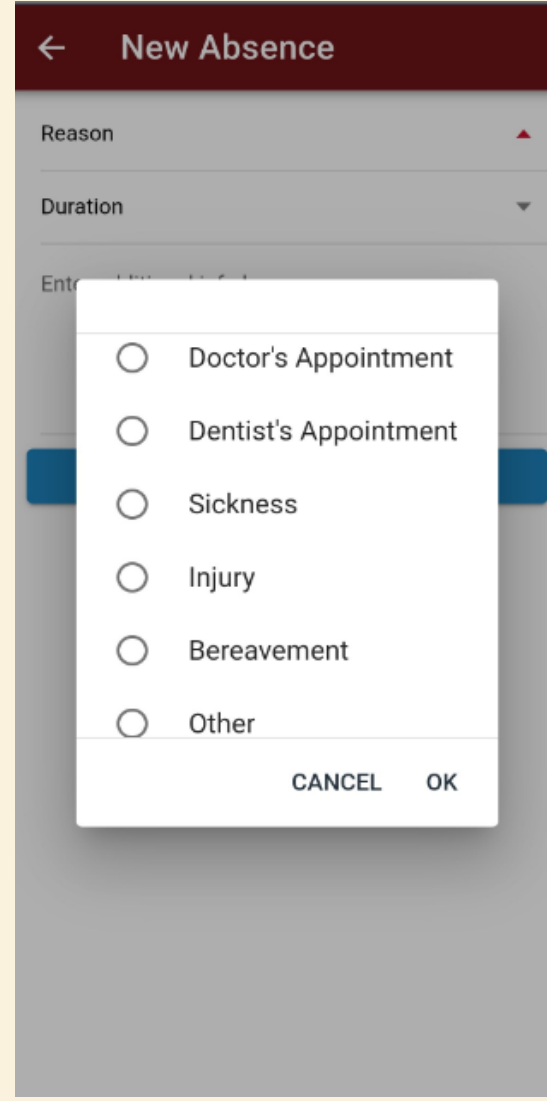 New Absence
Reason
Duration
Doctor's Appointment
Dentist's Appointment
Sickness
Injury
Bereavement
Other
CANCEL OK